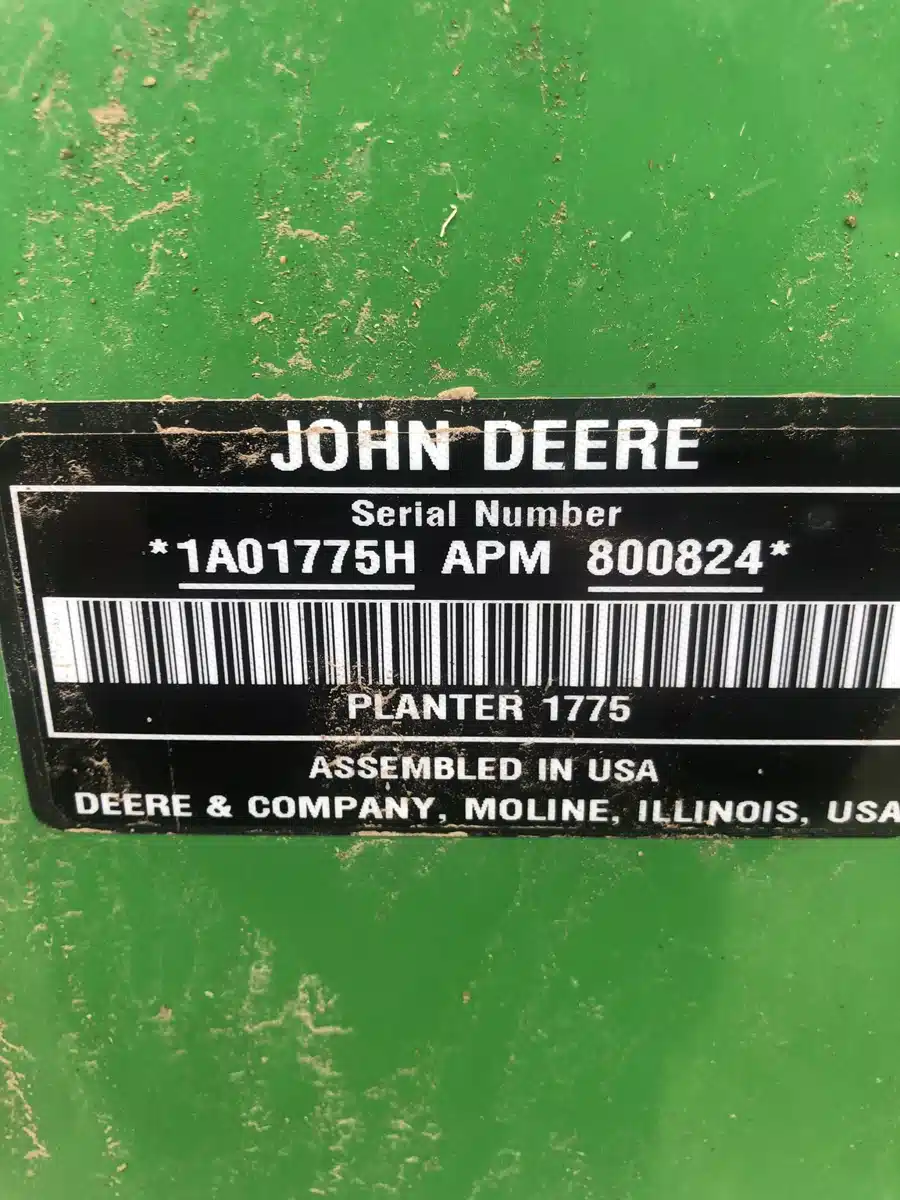 JOHN DEERE
Serial Number
*1A01775H APM 800824*
PLANTER 1775
ASSEMBLED IN USA
DEERE & COMPANY, MOLINE, ILLINOIS, USA